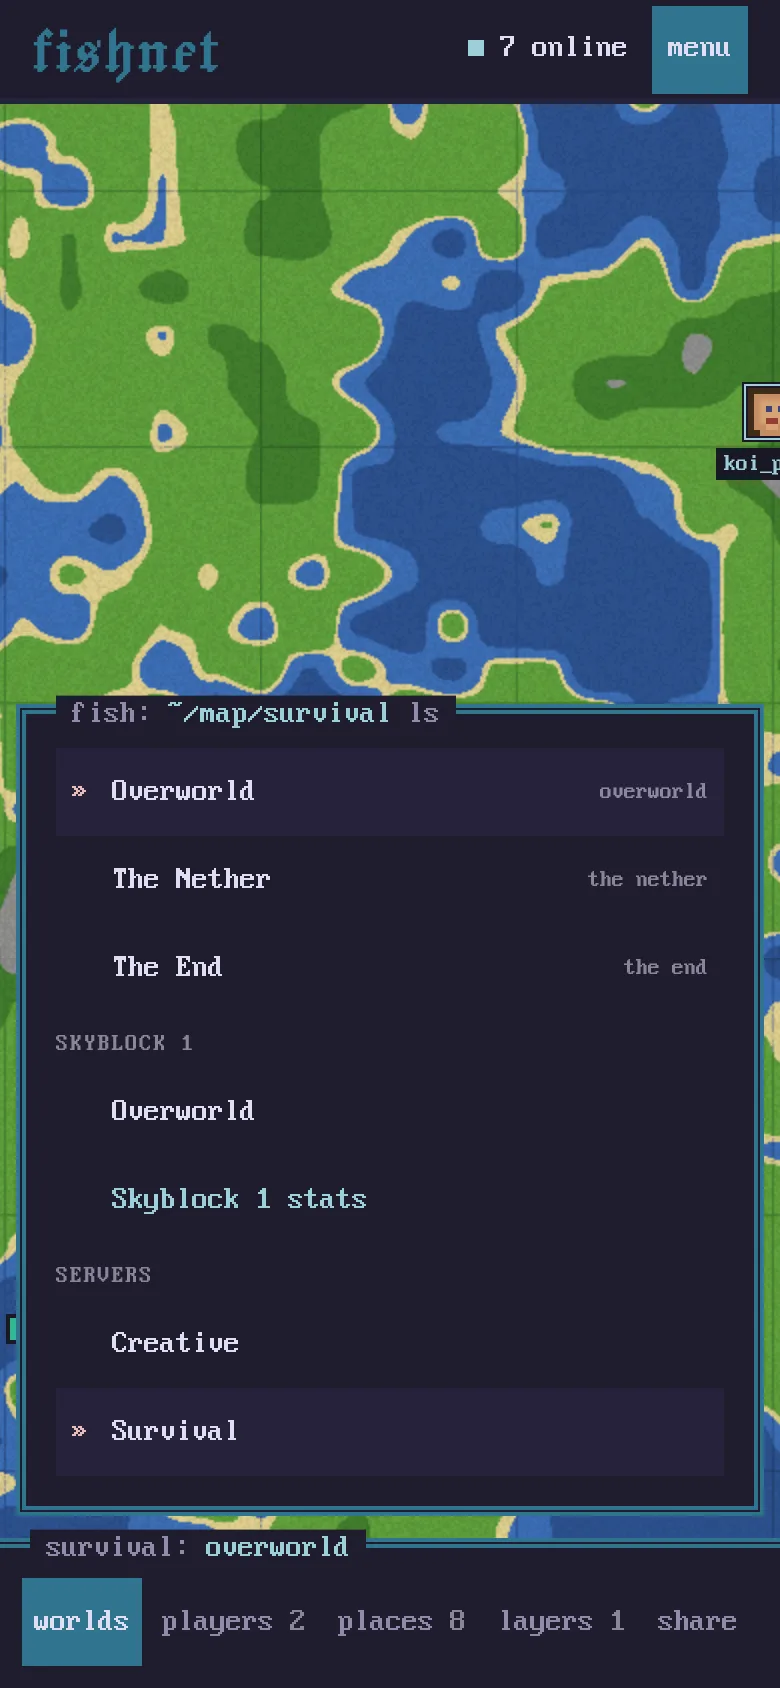 fishnet
7 online
menu
koi_p
fish: ~/map/survival ls
» Overworld overworld
The Nether the nether
The End the end
SKYBLOCK 1
Overworld
Skyblock 1 stats
SERVERS
Creative
» Survival
survival: overworld
worlds players 2 places 8 layers 1 share